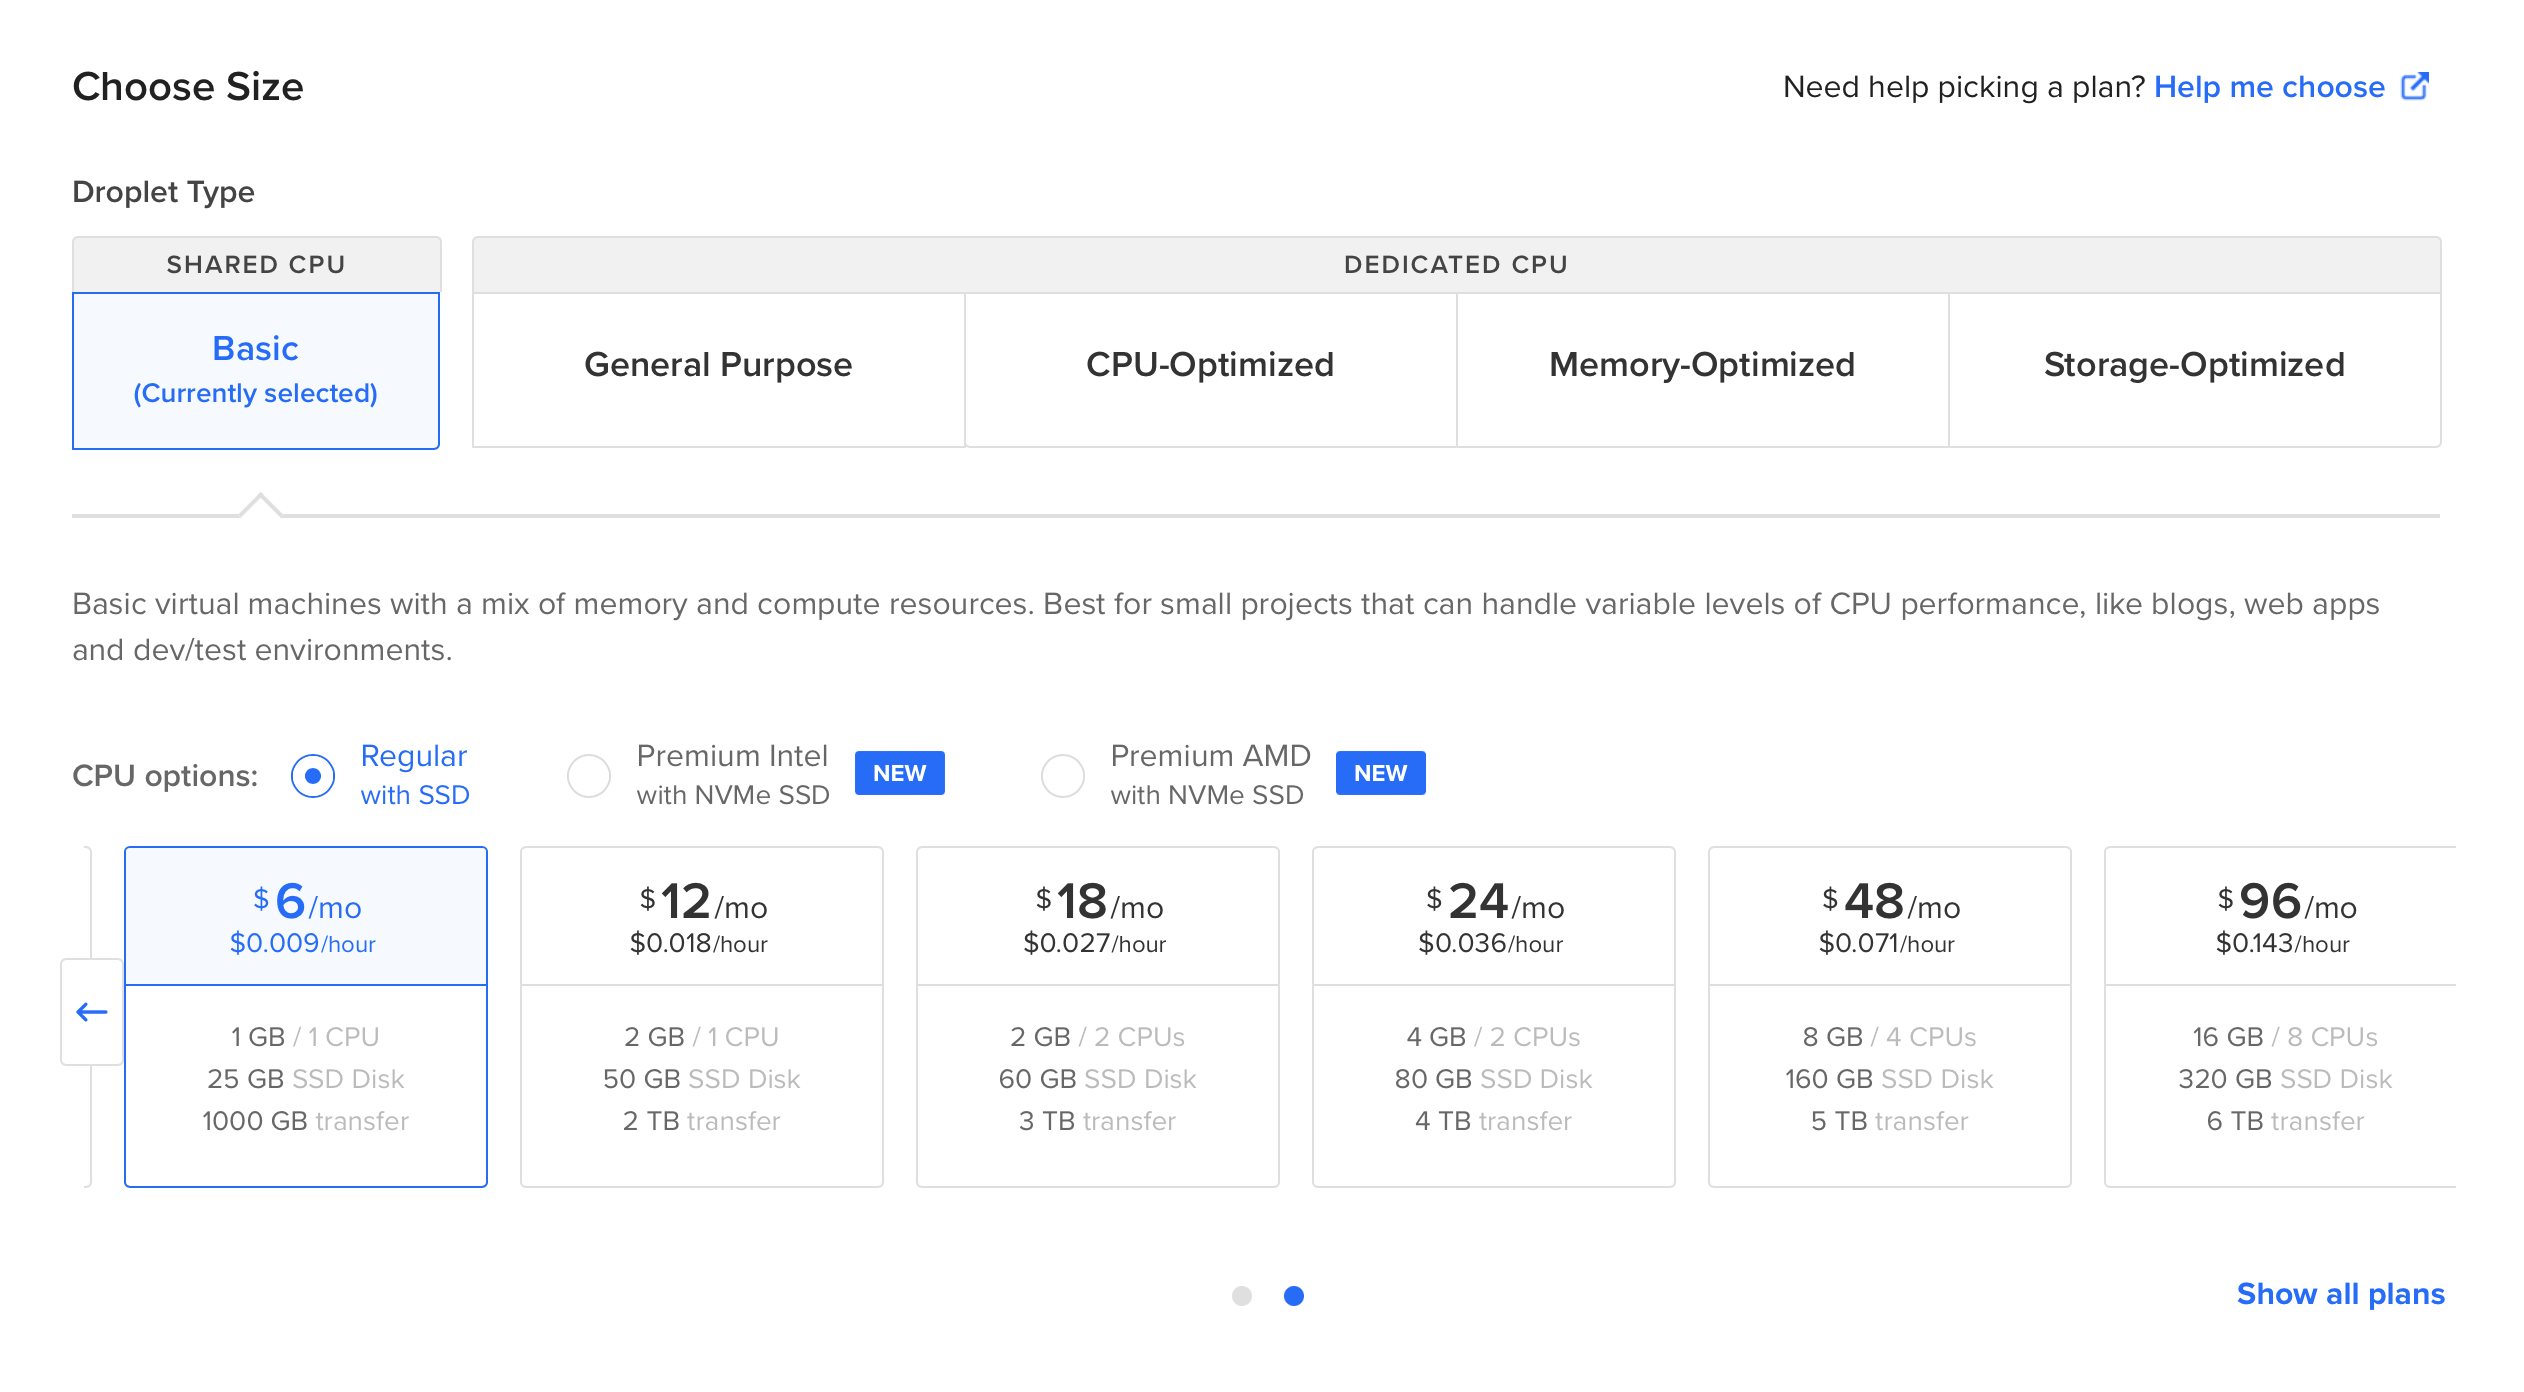 Choose Size
Need help picking a plan? Help me choose
Droplet Type
SHARED CPU
DEDICATED CPU
Basic
(Currently selected)
General Purpose
CPU-Optimized
Memory-Optimized
Storage-Optimized
Basic virtual machines with a mix of memory and compute resources. Best for small projects that can handle variable levels of CPU performance, like blogs, web apps
and dev/test environments.
CPU options:
Regular
with SSD
Premium Intel
with NVMe SSD
NEW
Premium AMD
with NVMe SSD
NEW
$6/mo
$0.009/hour
1 GB / 1 CPU
25 GB SSD Disk
1000 GB transfer
$12/mo
$0.018/hour
2 GB / 1 CPU
50 GB SSD Disk
2 TB transfer
$18/mo
$0.027/hour
2 GB / 2 CPUs
60 GB SSD Disk
3 TB transfer
$24/mo
$0.036/hour
4 GB / 2 CPUs
80 GB SSD Disk
4 TB transfer
$48/mo
$0.071/hour
8 GB / 4 CPUs
160 GB SSD Disk
5 TB transfer
$96/mo
$0.143/hour
16 GB / 8 CPUs
320 GB SSD Disk
6 TB transfer
Show all plans